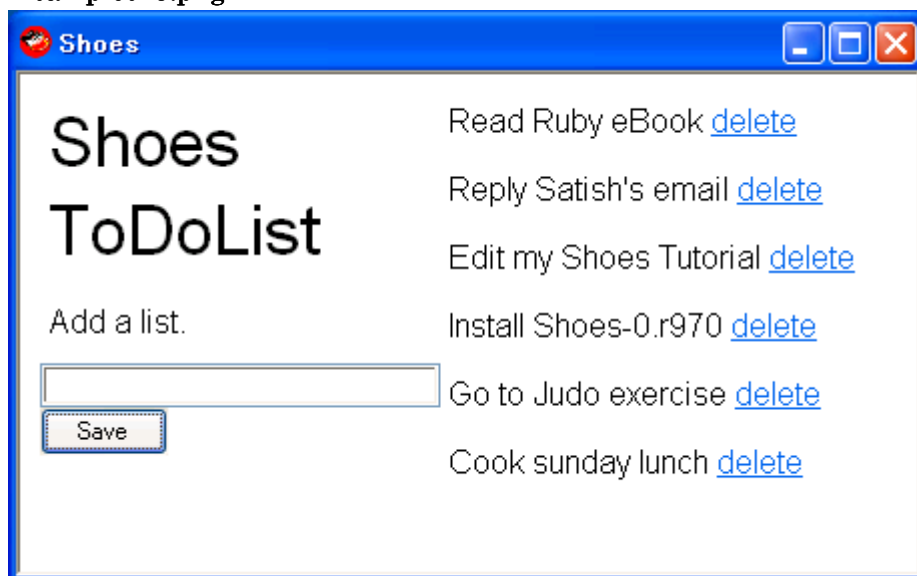 Shoes
Shoes
ToDoList
Add a list.
Save
Read Ruby eBook delete
Reply Satish's email delete
Edit my Shoes Tutorial delete
Install Shoes-0.r970 delete
Go to Judo exercise delete
Cook sunday lunch delete